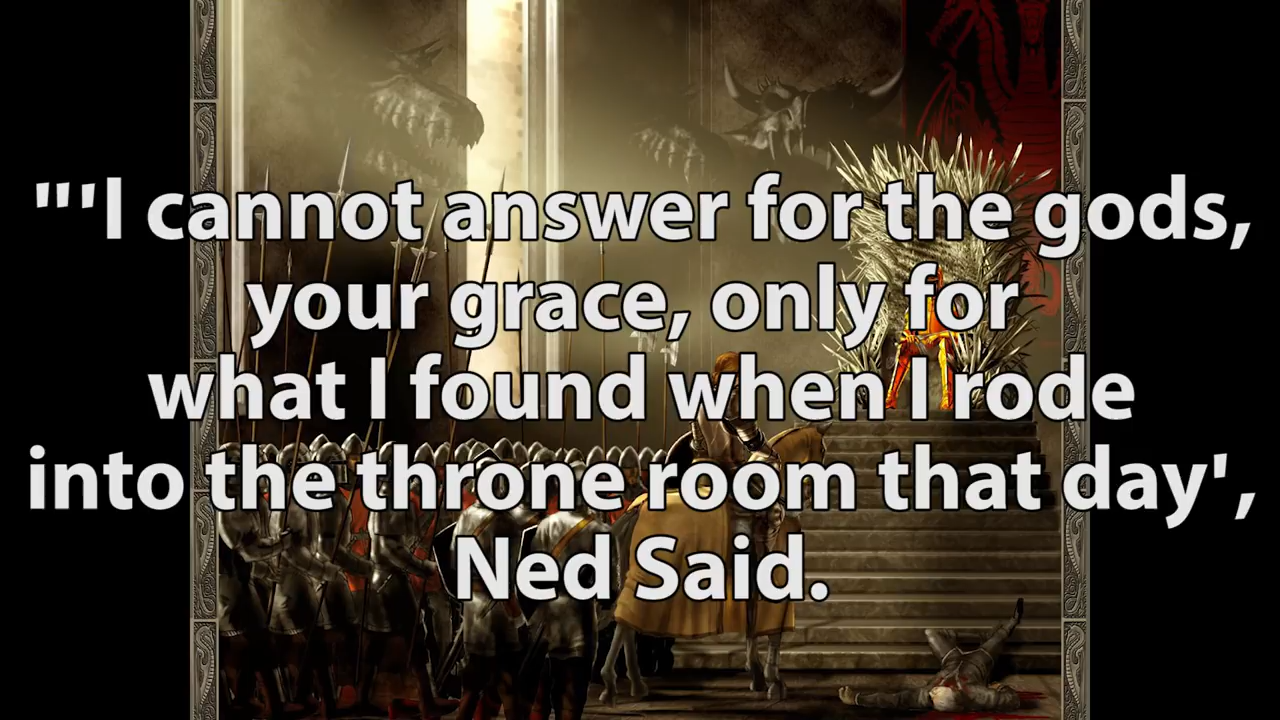 "'I cannot answer for the gods,
your grace, only for
what I found when I rode
into the throne room that day',
Ned Said.